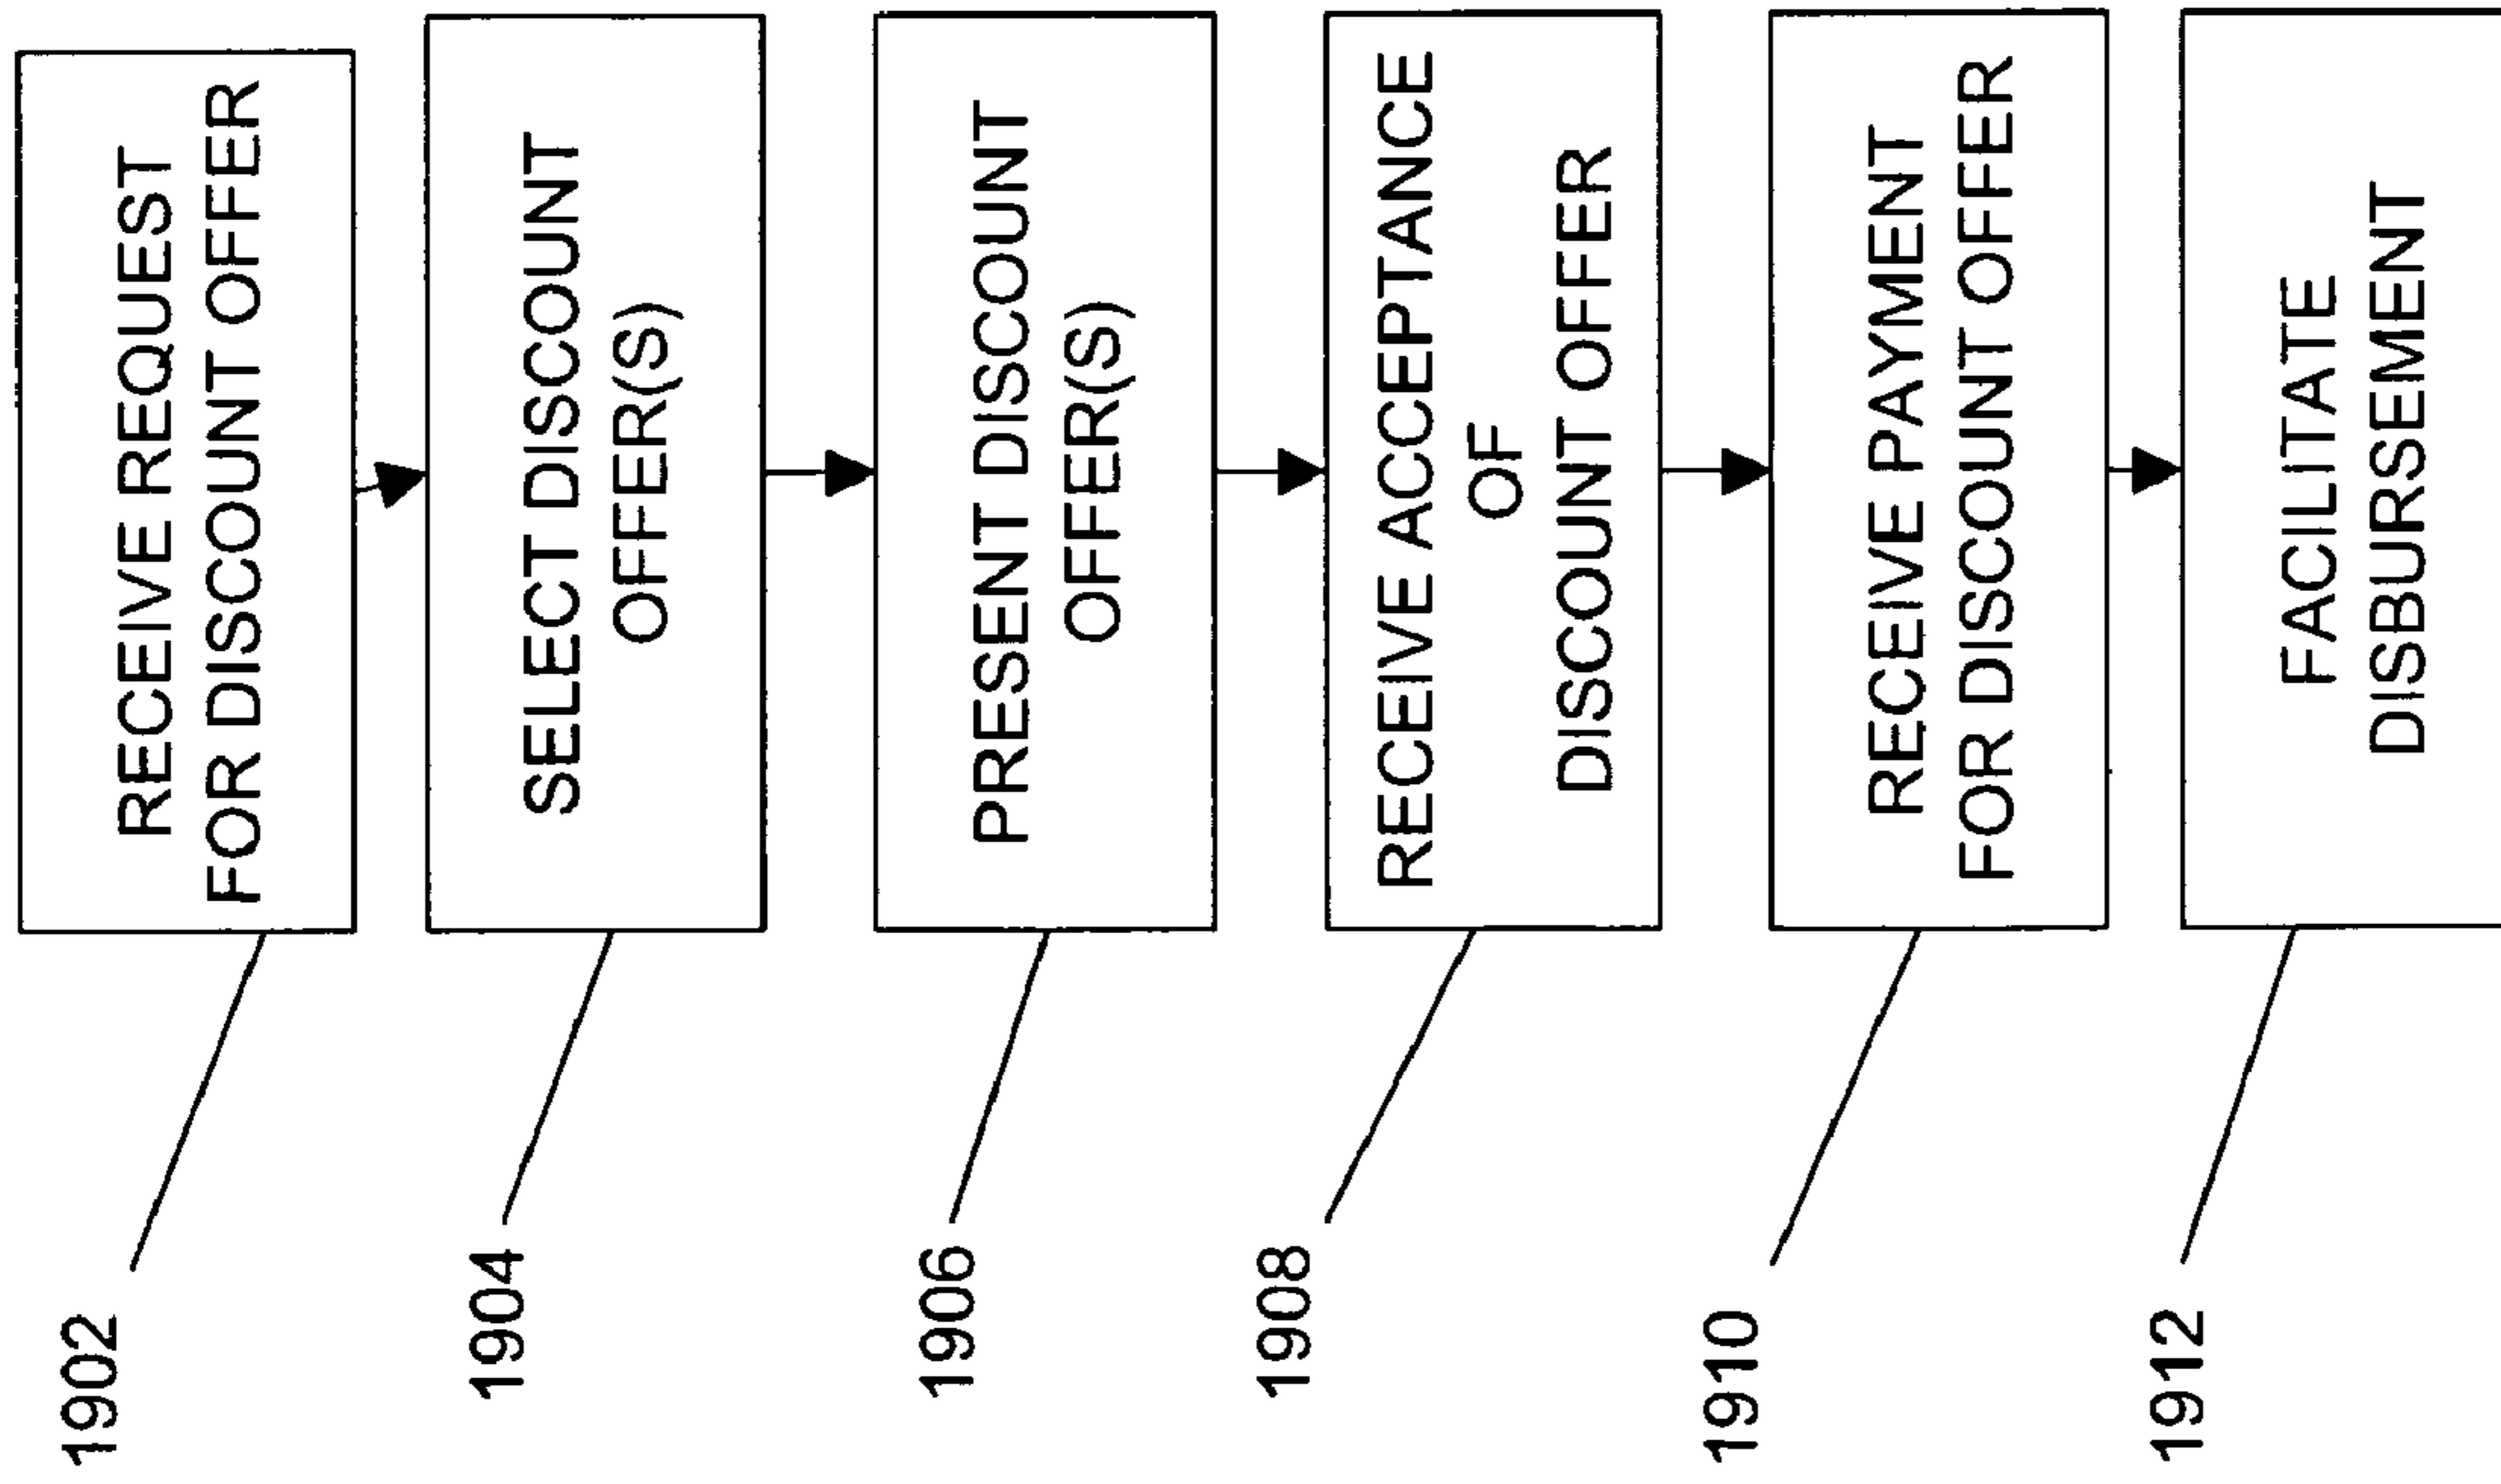 1902
RECEIVE REQUEST
FOR DISCOUNT OFFER
1904
SELECT DISCOUNT
OFFER(S)
1906
PRESENT DISCOUNT
OFFER(S)
1908
RECEIVE ACCEPTANCE
OF
DISCOUNT OFFER
1910
RECEIVE PAYMENT
FOR DISCOUNT OFFER
1912
FACILITATE
DISBURSEMENT